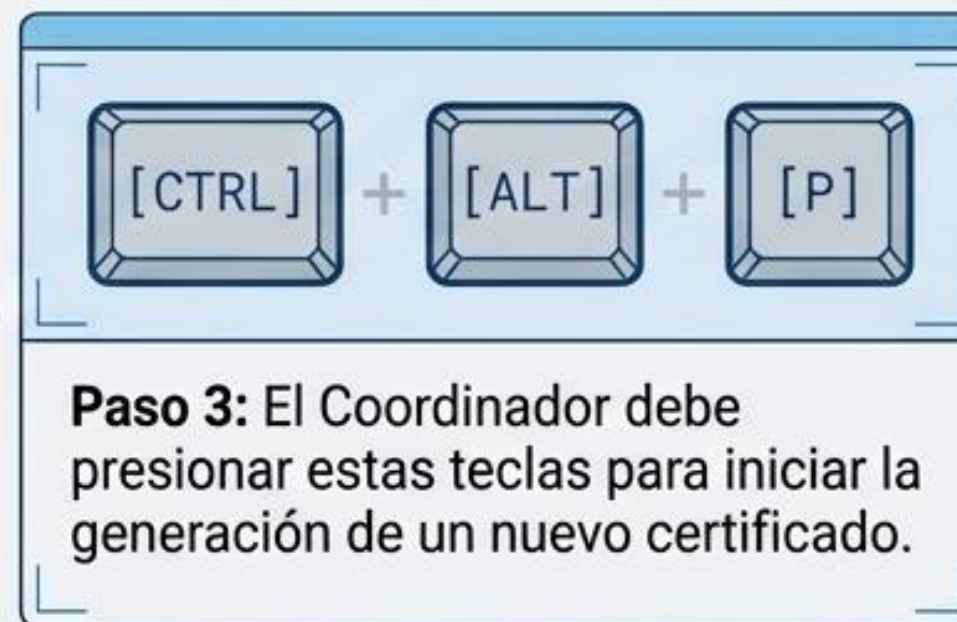 [CTRL] + [ALT] + [P]
Paso 3: El Coordinador debe
presionar estas teclas para iniciar la
generación de un nuevo certificado.